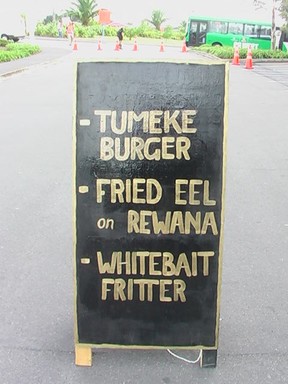 - TUMEKE
BURGER
- FRIED EEL
on REWANA
- WHITEBAIT
FRITTER